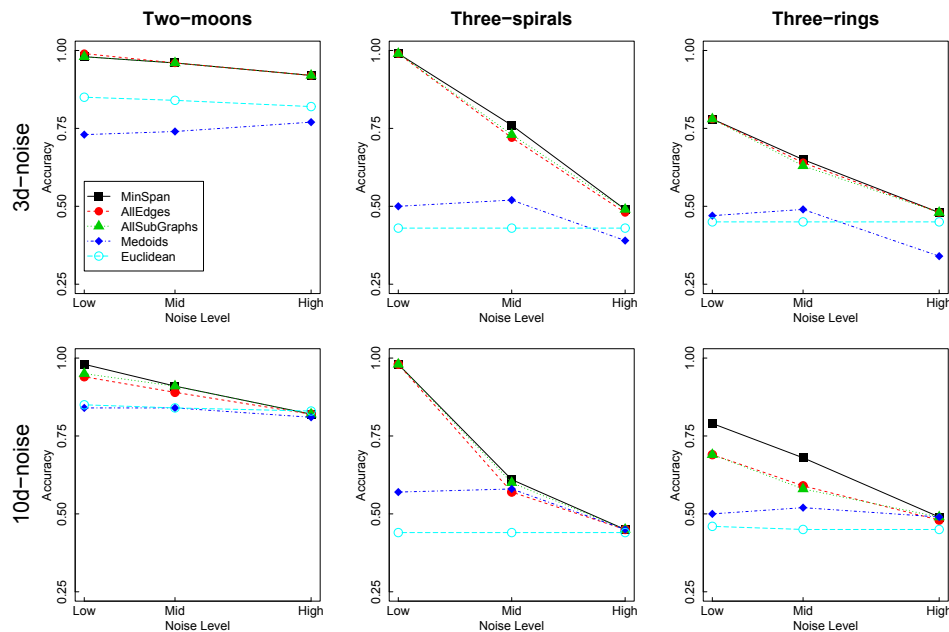 Two−moons
Three−spirals
Three−rings
3d−noise
Accuracy
0.25 0.50 0.75 1.00
MinSpan
AllEdges
AllSubGraphs
Medoids
Euclidean
Low Mid High
Noise Level
Accuracy
0.25 0.50 0.75 1.00
Low Mid High
Noise Level
Accuracy
0.25 0.50 0.75 1.00
Low Mid High
Noise Level
10d−noise
Accuracy
0.25 0.50 0.75 1.00
Low Mid High
Noise Level
Accuracy
0.25 0.50 0.75 1.00
Low Mid High
Noise Level
Accuracy
0.25 0.50 0.75 1.00
Low Mid High
Noise Level